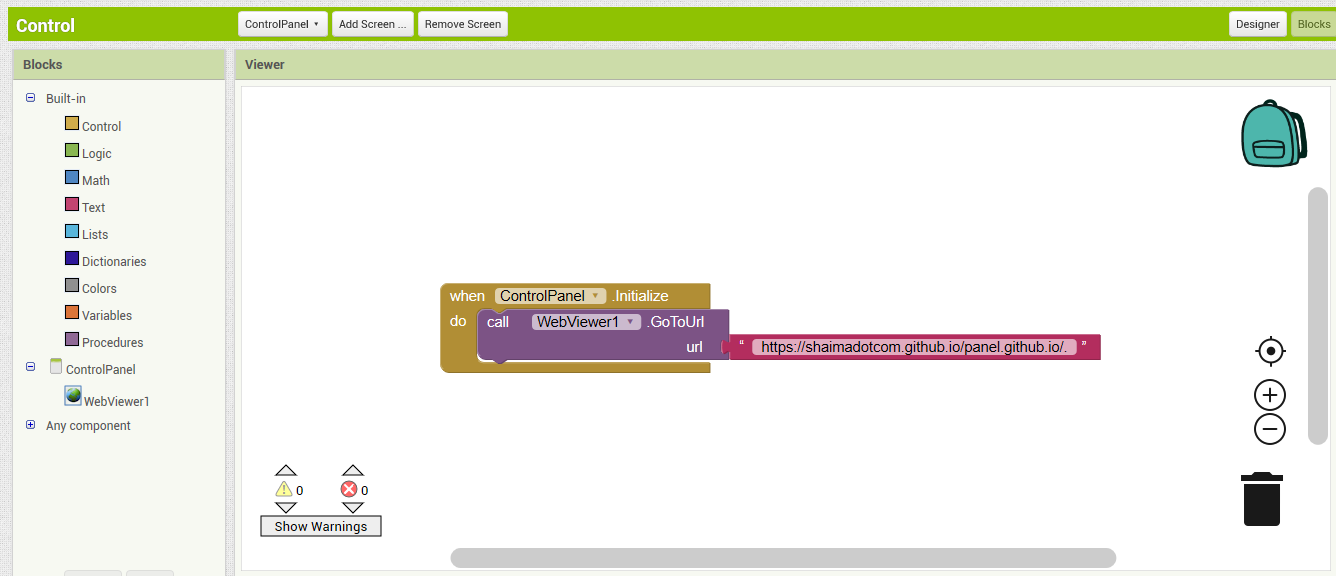 Control
ControlPanel
Add Screen ...
Remove Screen
Designer
Blocks
Blocks
Viewer
Built-in
Control
Logic
Math
Text
Lists
Dictionaries
Colors
Variables
Procedures
ControlPanel
WebViewer1
Any component
when ControlPanel .Initialize
do call WebViewer1 .GoToUrl
url “ https://shaimadotcom.github.io/panel.github.io/. ”
0 0
Show Warnings